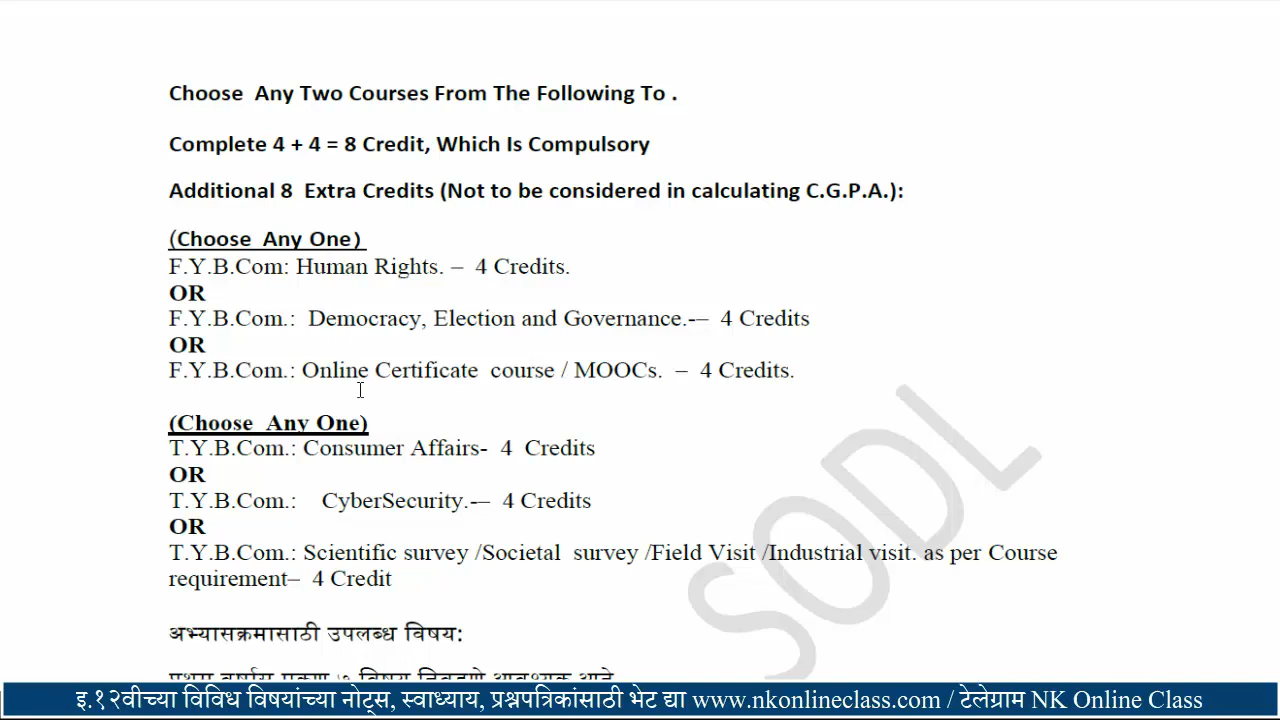 Choose Any Two Courses From The Following To .
Complete 4 + 4 = 8 Credit, Which Is Compulsory
Additional 8 Extra Credits (Not to be considered in calculating C.G.P.A.):
(Choose Any One)
F.Y.B.Com: Human Rights. – 4 Credits.
OR
F.Y.B.Com.: Democracy, Election and Governance.-– 4 Credits
OR
F.Y.B.Com.: Online Certificate course / MOOCs. – 4 Credits.
(Choose Any One)
T.Y.B.Com.: Consumer Affairs- 4 Credits
OR
T.Y.B.Com.: CyberSecurity.-– 4 Credits
OR
T.Y.B.Com.: Scientific survey /Societal survey /Field Visit /Industrial visit. as per Course
requirement– 4 Credit
SODL
अभ्यासक्रमासाठी उपलब्ध विषय:
इ.१२वीच्या विविध विषयांच्या नोट्स, स्वाध्याय, प्रश्नपत्रिकांसाठी भेट द्या www.nkonlineclass.com / टेलेग्राम NK Online Class